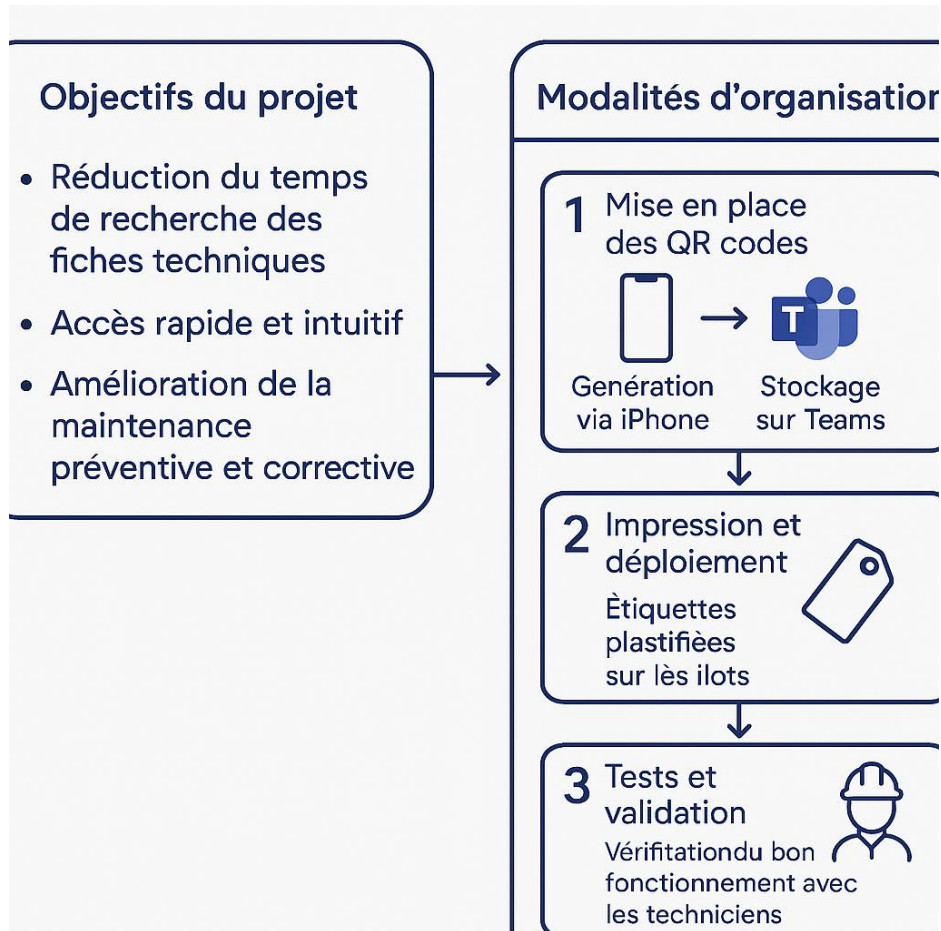 Objectifs du projet
• Réduction du temps
de recherche des
fiches techniques
• Accès rapide et intuitif
• Amélioration de la
maintenance
préventive et corrective
Modalités d’organisation
1 Mise en place
des QR codes
T
Genération
via iPhone
Stockage
sur Teams
2 Impression et
déploiement
Ètiquettes
plastifièes
sur lès ilots
3 Tests et
validation
Vérifitationdu bon
fonctionnement avec
les techniciens